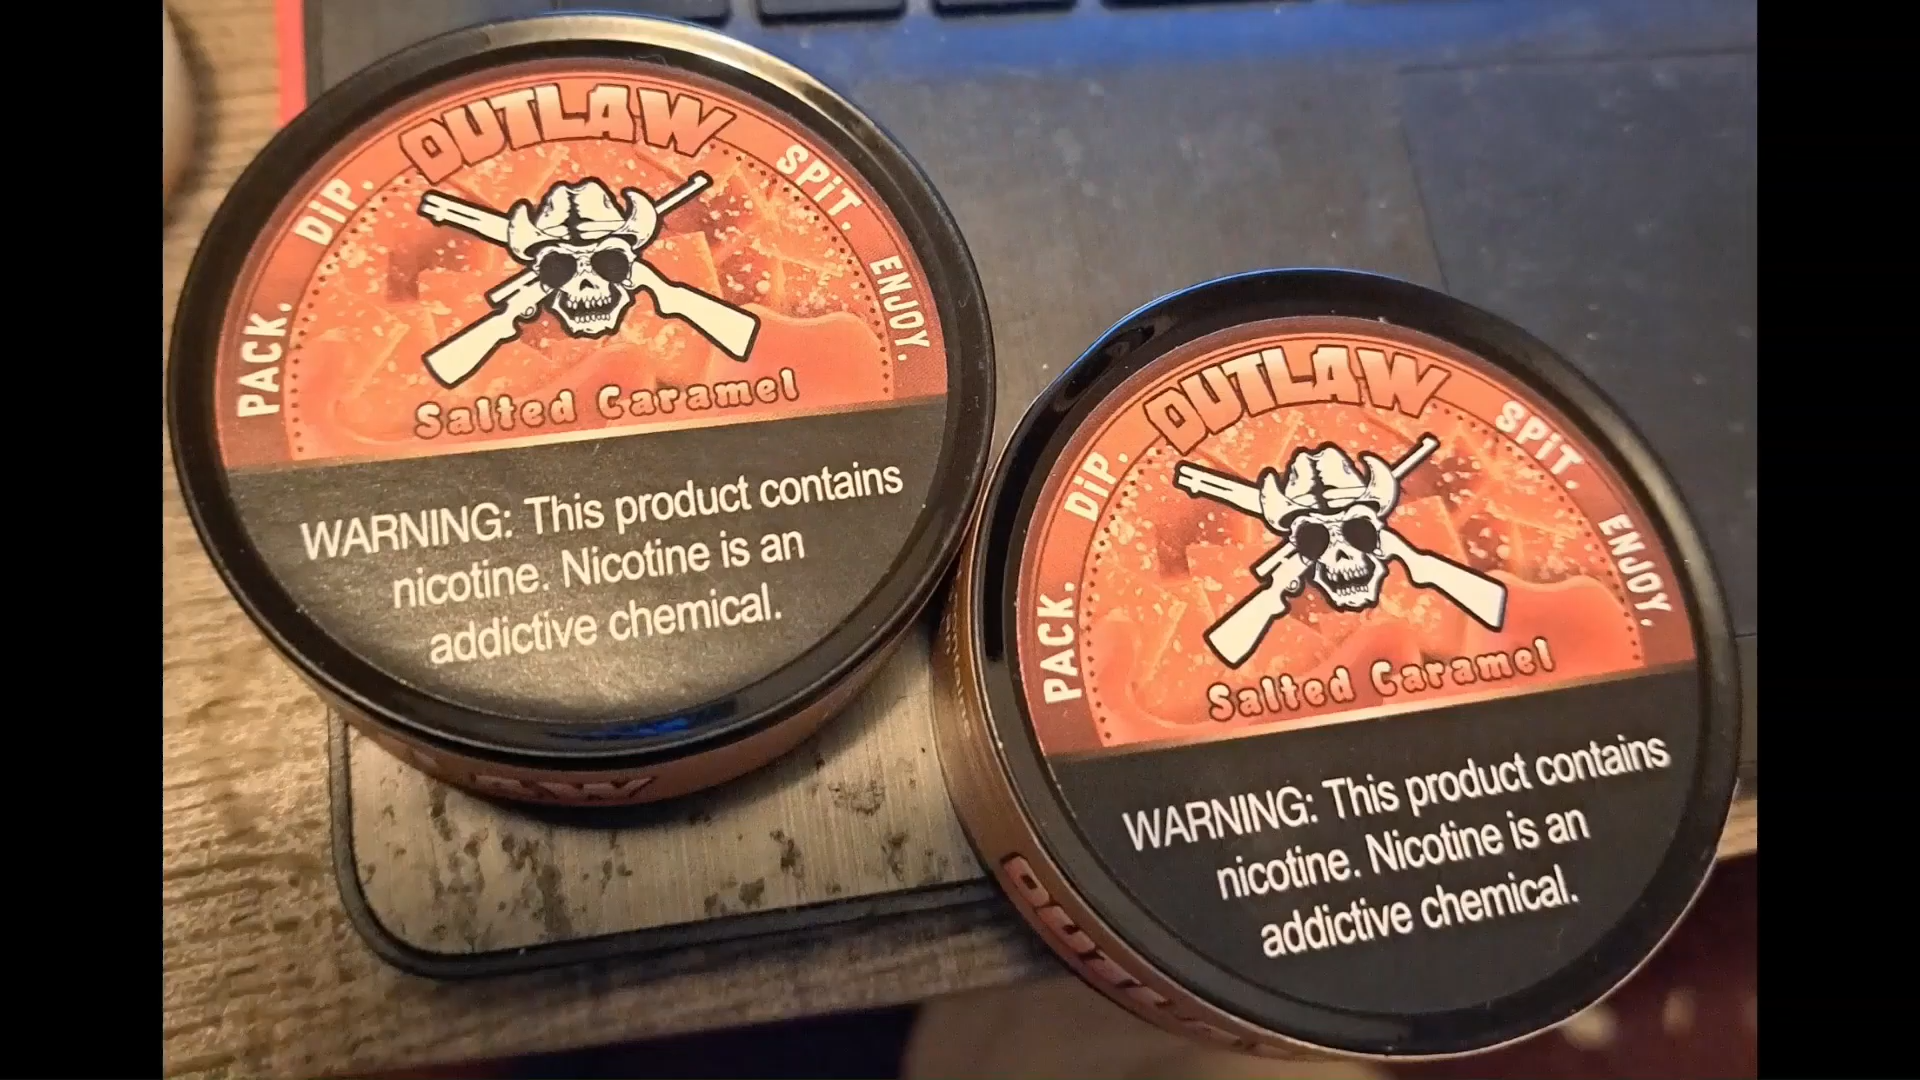 OUTLAW
PACK. DIP. SPIT. ENJOY.
Salted Caramel
WARNING: This product contains
nicotine. Nicotine is an
addictive chemical.
OUTLAW
PACK. DIP. SPIT. ENJOY.
Salted Caramel
WARNING: This product contains
nicotine. Nicotine is an
addictive chemical.
OUTLAW